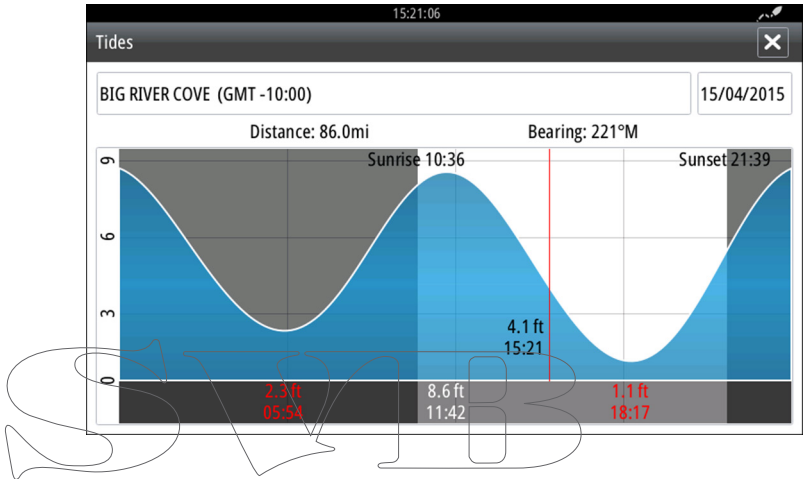 15:21:06
Tides
BIG RIVER COVE (GMT -10:00)
15/04/2015
Distance: 86.0mi
Bearing: 221°M
Sunrise 10:36
Sunset 21:39
9
6
3
0
4.1 ft
15:21
2.3 ft
05:54
8.6 ft
11:42
1.1 ft
18:17
SVB